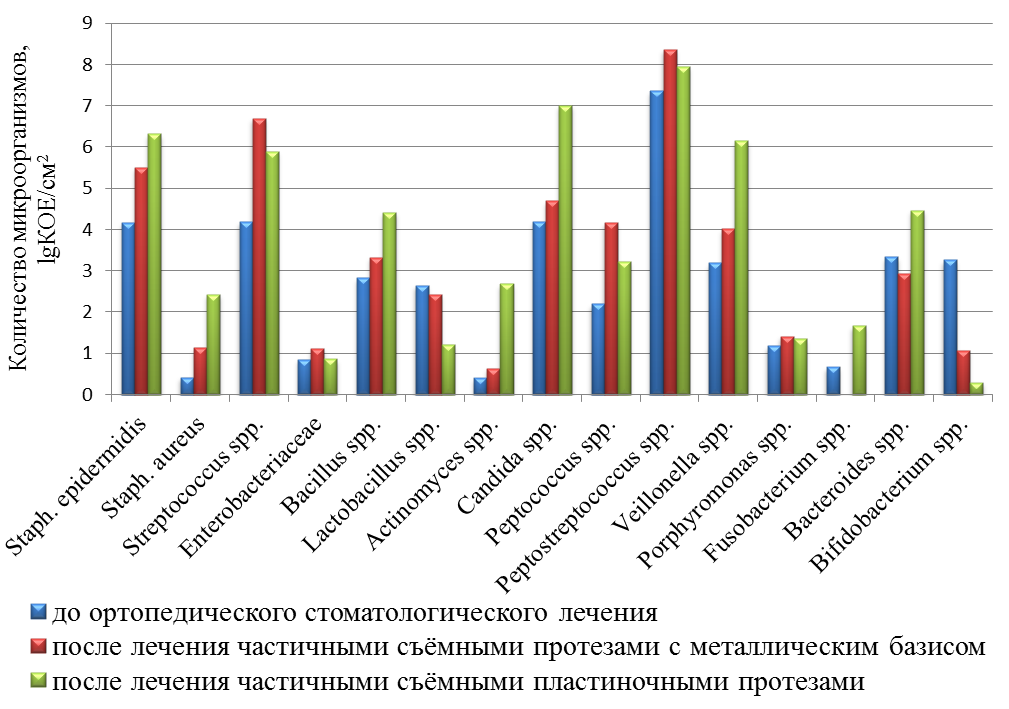 Количество микроорганизмов,
lgКОЕ/см²
9
8
7
6
5
4
3
2
1
0
Staph. epidermidis
Staph. aureus
Streptococcus spp.
Enterobacteriaceae
Bacillus spp.
Lactobacillus spp.
Actinomyces spp.
Candida spp.
Peptococcus spp.
Peptostreptococcus spp.
Veillonella spp.
Porphyromonas spp.
Fusobacterium spp.
Bacteroides spp.
Bifidobacterium spp.
до ортопедического стоматологического лечения
после лечения частичными съёмными протезами с металлическим базисом
после лечения частичными съёмными пластиночными протезами